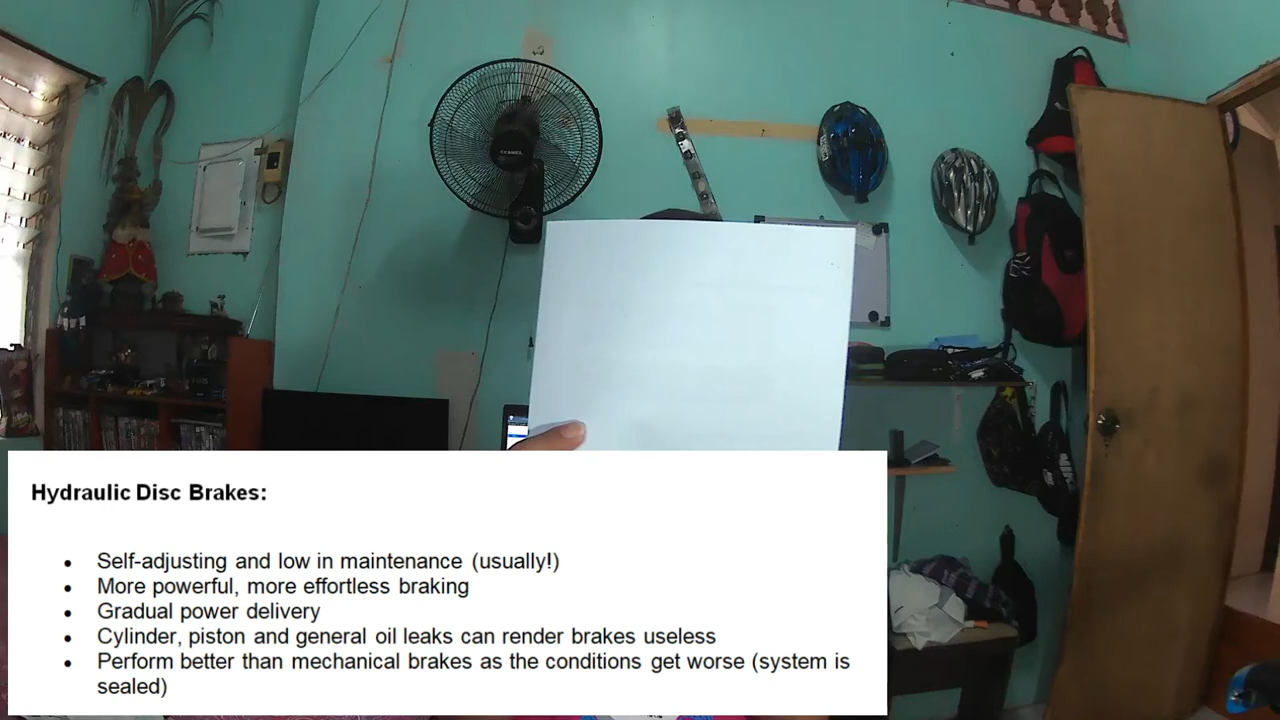 Hydraulic Disc Brakes:
• Self-adjusting and low in maintenance (usually!)
• More powerful, more effortless braking
• Gradual power delivery
• Cylinder, piston and general oil leaks can render brakes useless
• Perform better than mechanical brakes as the conditions get worse (system is
sealed)